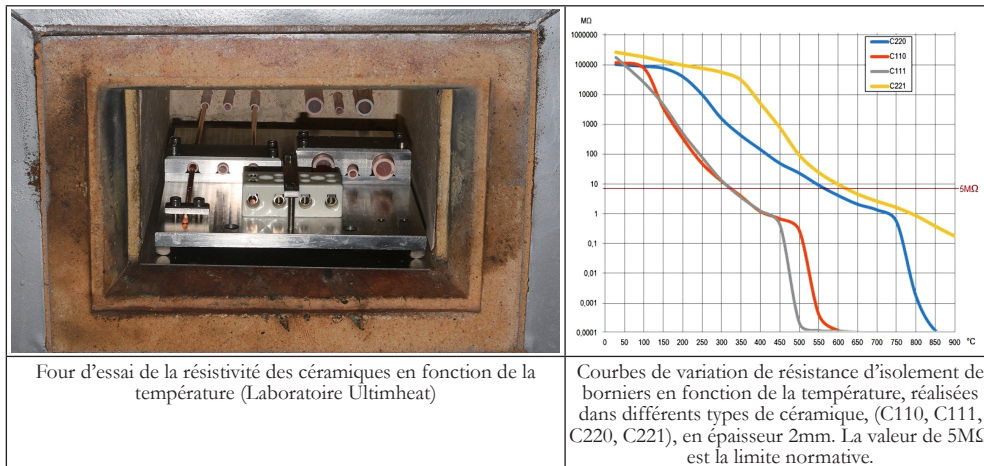 MΩ
1000000
100000
10000
1000
100
10
1
0,1
0,01
0,001
0,0001
C220
C110
C111
C221
5MΩ
0 50 100 150 200 250 300 350 400 450 500 550 600 650 700 750 800 850 900 °C
Four d'essai de la résistivité des céramiques en fonction de la
température (Laboratoire Ultimheat)
Courbes de variation de résistance d'isolement de
borniers en fonction de la température, réalisées
dans différents types de céramique, (C110, C111,
C220, C221), en épaisseur 2mm. La valeur de 5MΩ
est la limite normative.